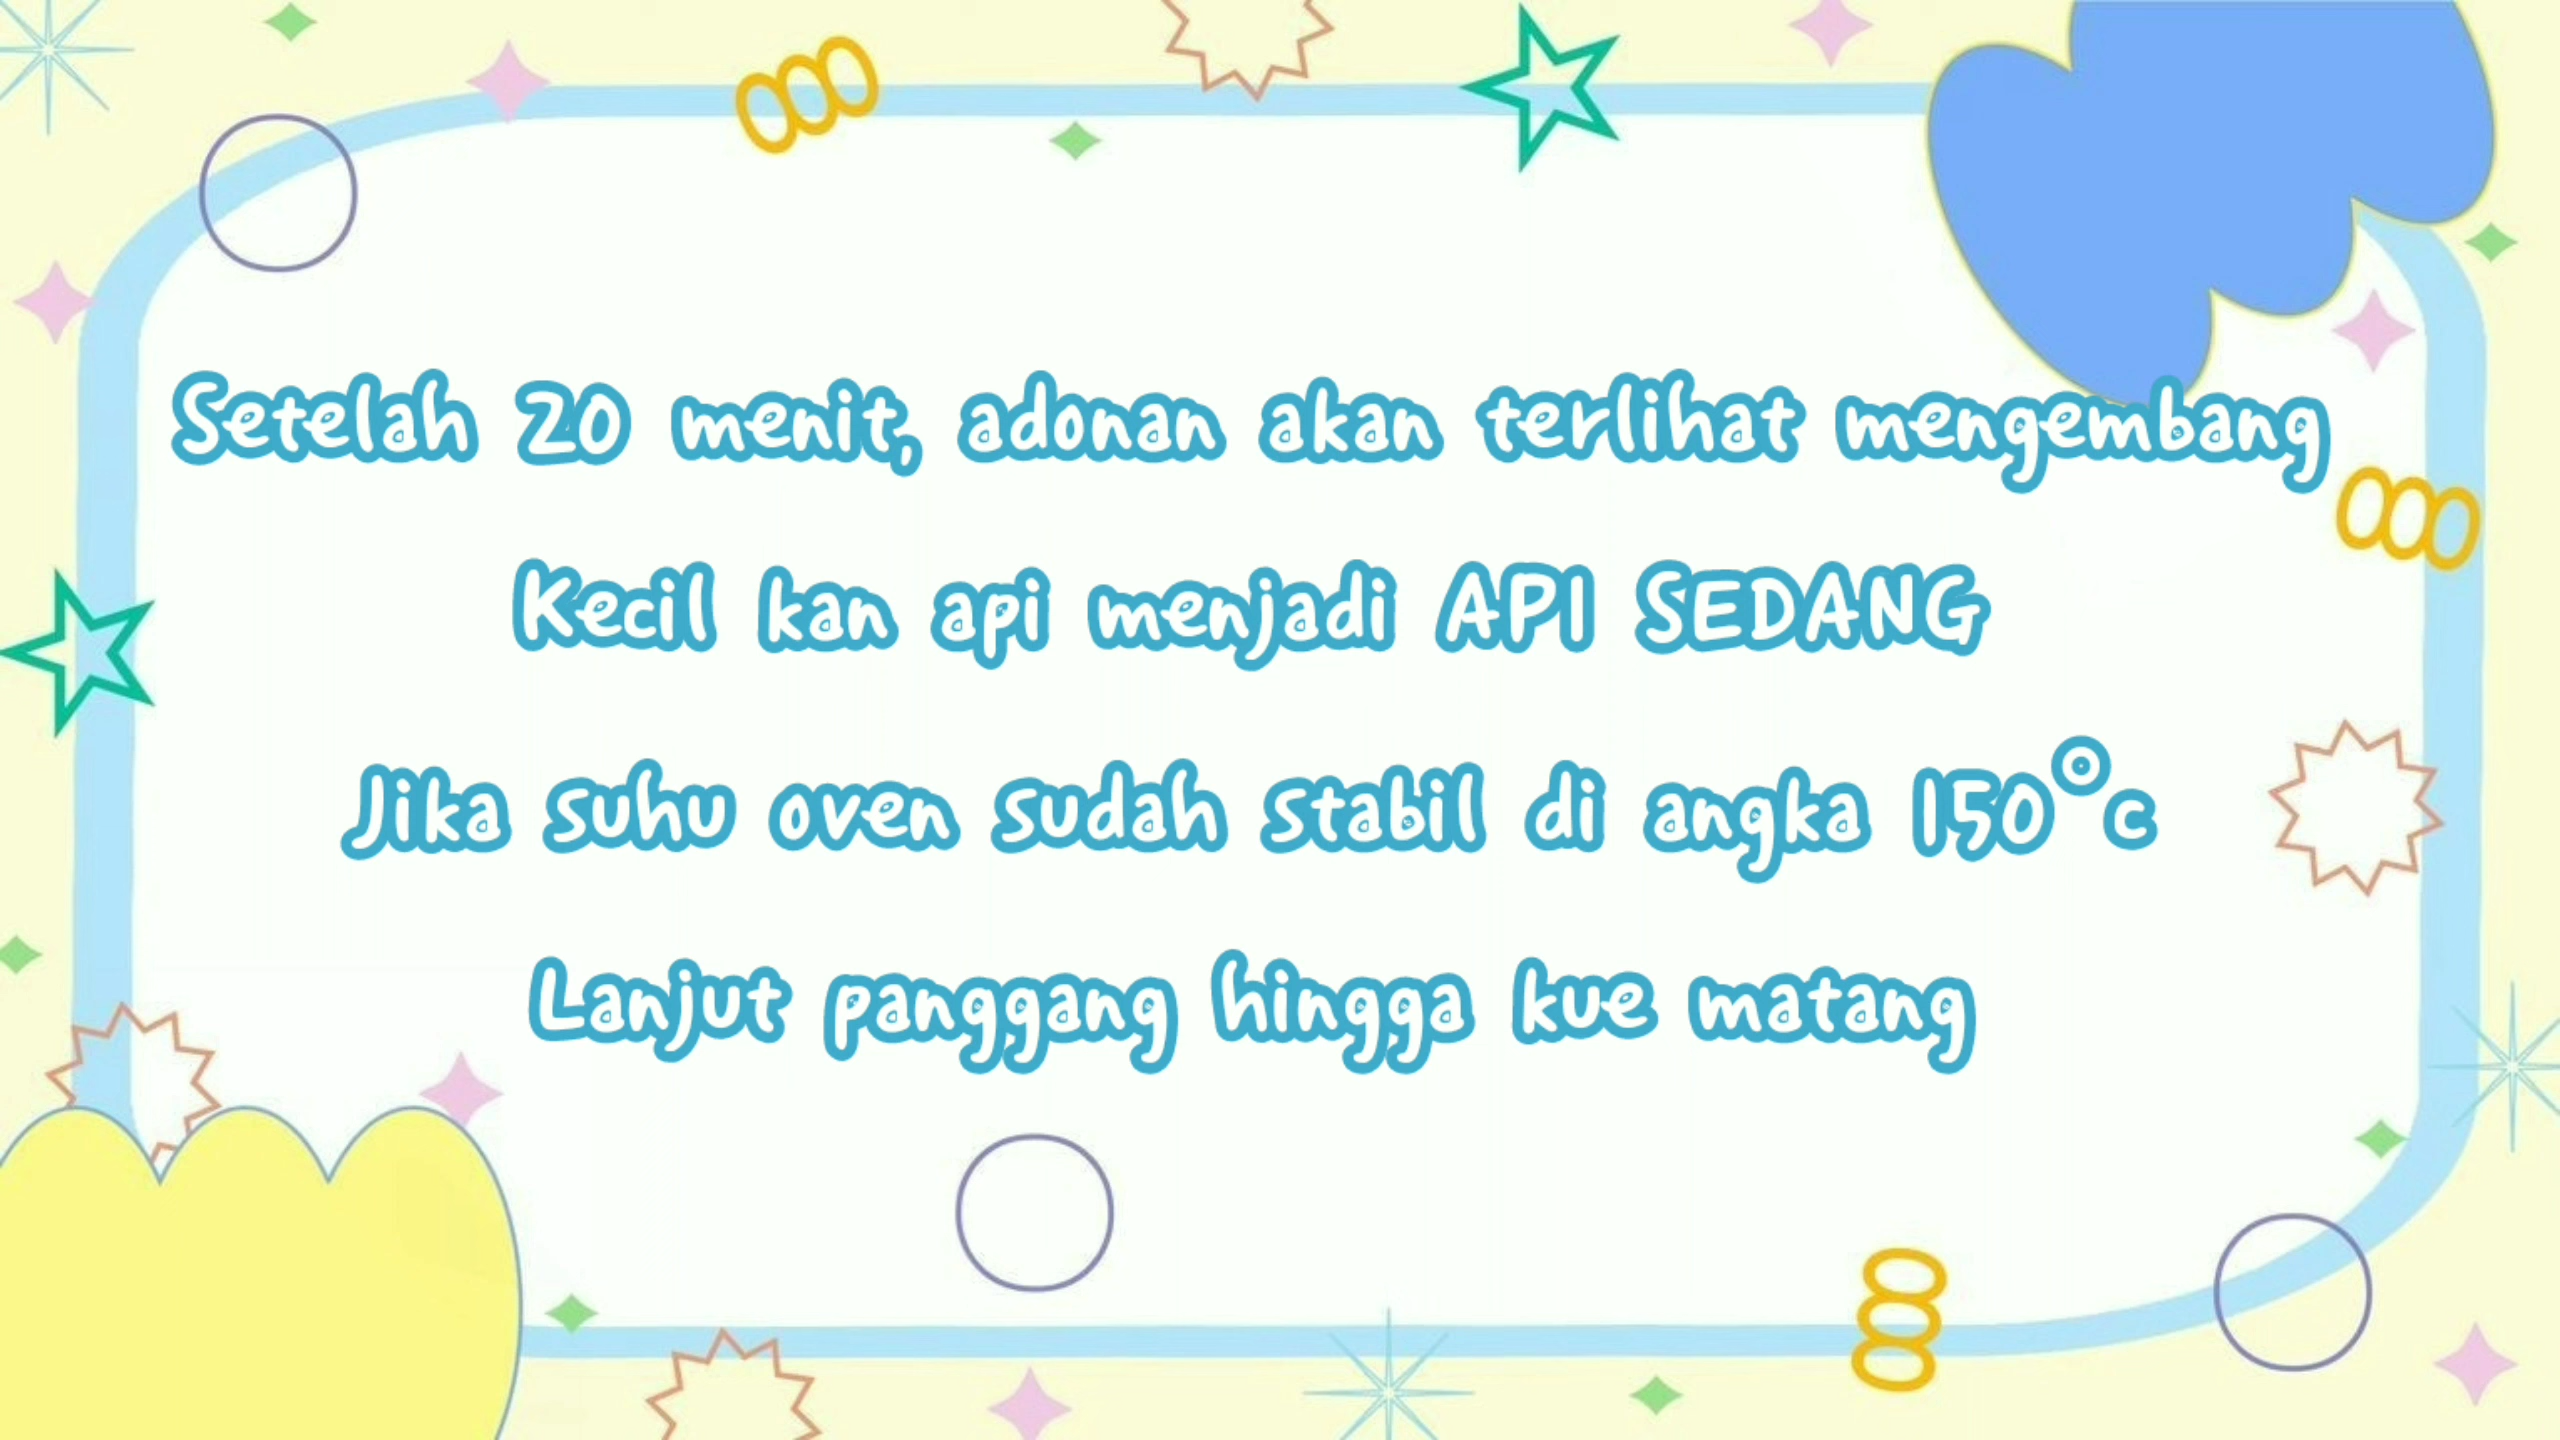 Setelah 20 menit, adonan akan terlihat mengembang
Kecil kan api menjadi API SEDANG
Jika suhu oven sudah stabil di angka 150°c
Lanjut panggang hingga kue matang